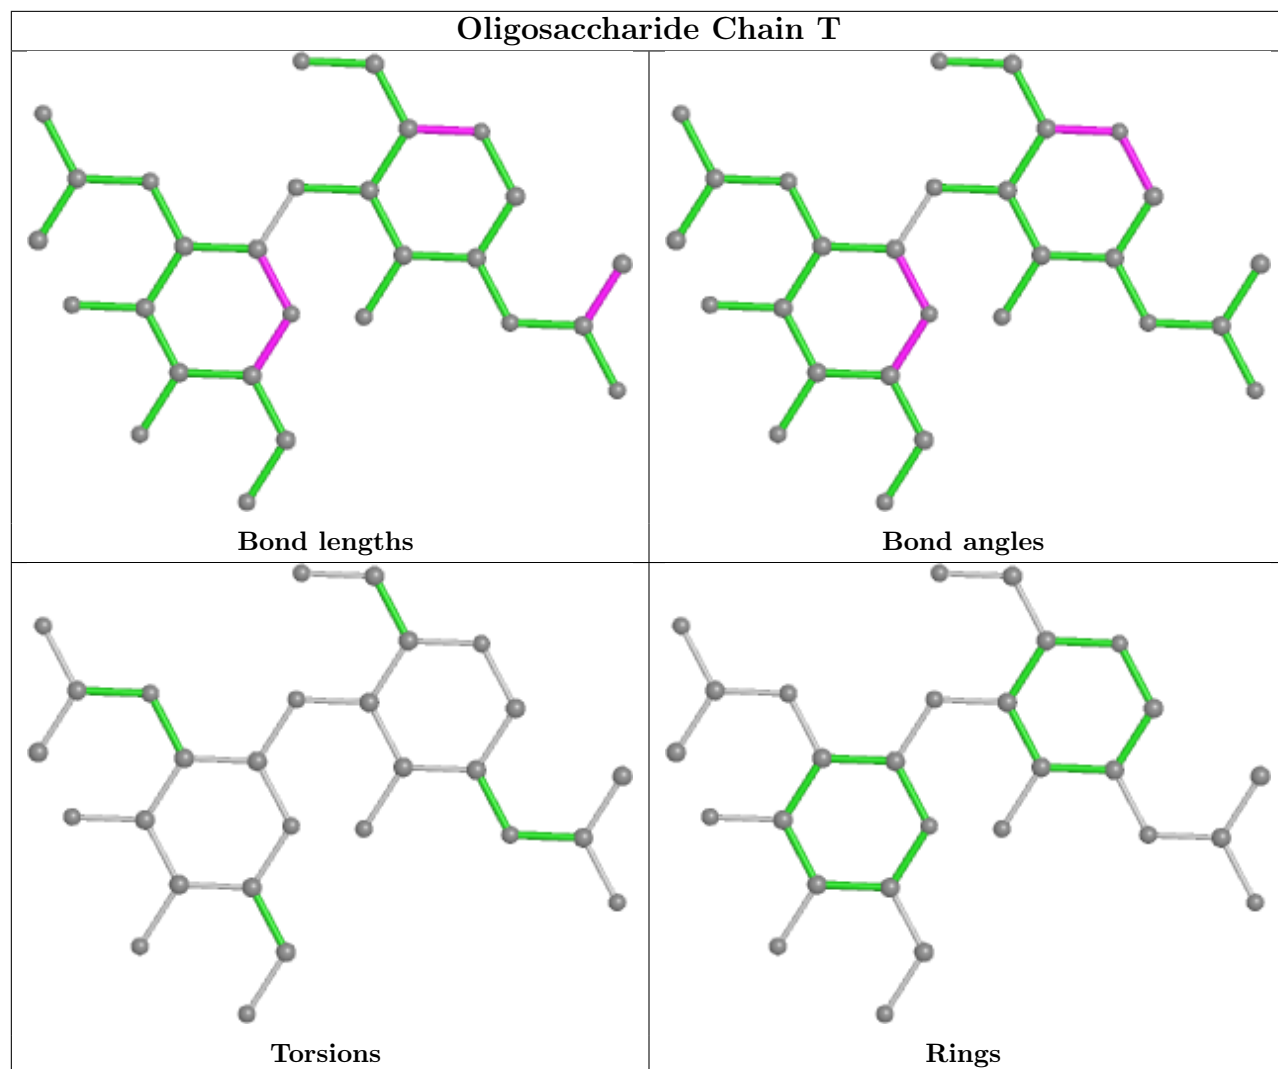 Oligosaccharide Chain T
Bond lengths
Bond angles
Torsions
Rings